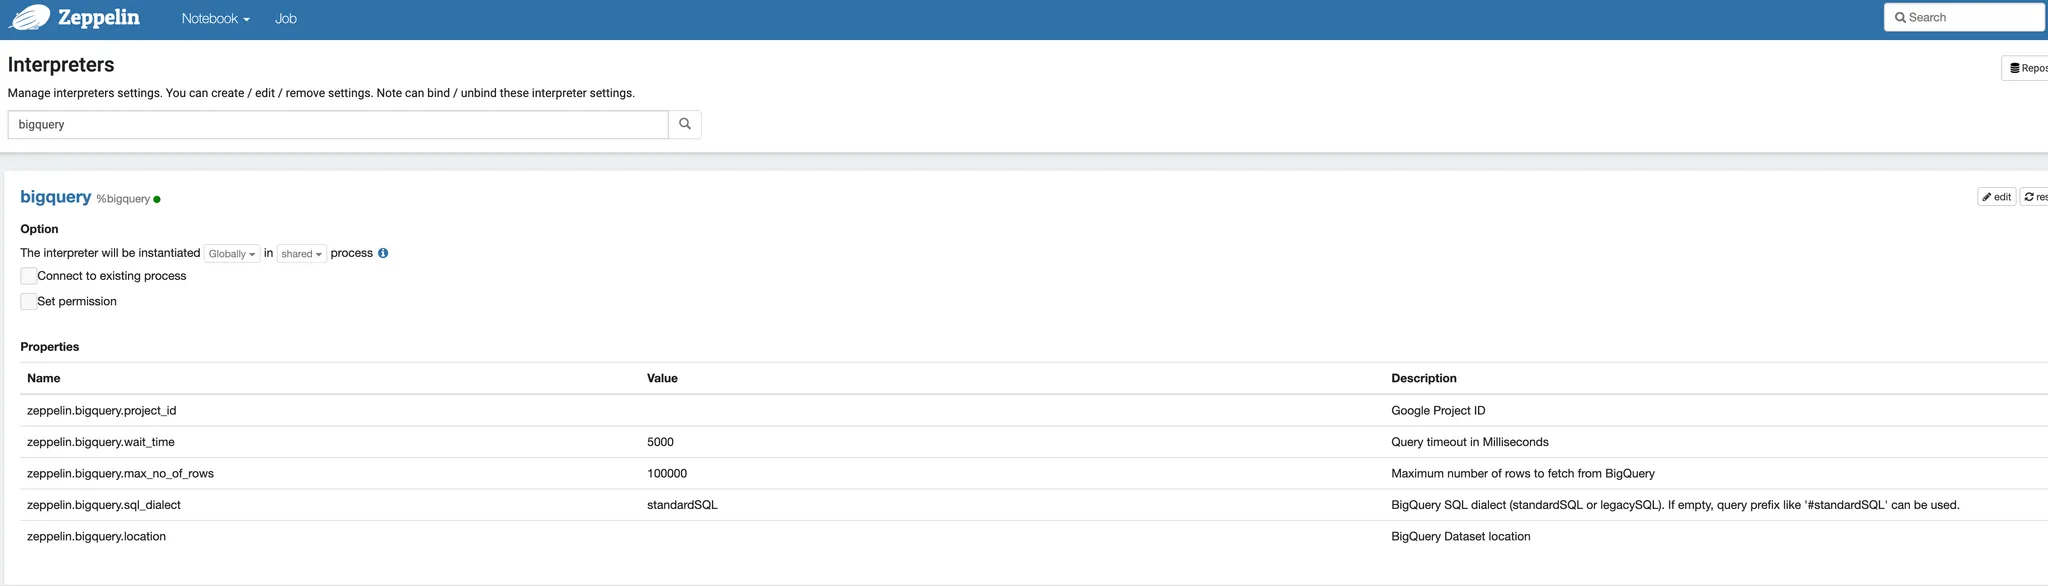 Zeppelin Notebook Job Search
Interpreters
Repos
Manage interpreters settings. You can create / edit / remove settings. Note can bind / unbind these interpreter settings.
bigquery
bigquery %bigquery edit res
Option
The interpreter will be instantiated Globally in shared process
Connect to existing process
Set permission
Properties
Name Value Description
zeppelin.bigquery.project_id Google Project ID
zeppelin.bigquery.wait_time 5000 Query timeout in Milliseconds
zeppelin.bigquery.max_no_of_rows 100000 Maximum number of rows to fetch from BigQuery
zeppelin.bigquery.sql_dialect standardSQL BigQuery SQL dialect (standardSQL or legacySQL). If empty, query prefix like '#standardSQL' can be used.
zeppelin.bigquery.location BigQuery Dataset location